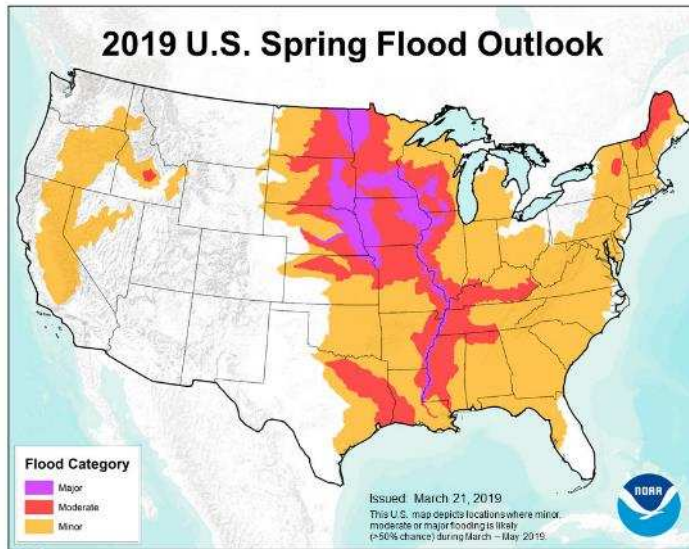 2019 U.S. Spring Flood Outlook
Flood Category
Major
Moderate
Minor
Issued: March 21, 2019
This U.S. map depicts locations where minor,
moderate or major flooding is likely
(>50% chance) during March – May 2019.
NOAA